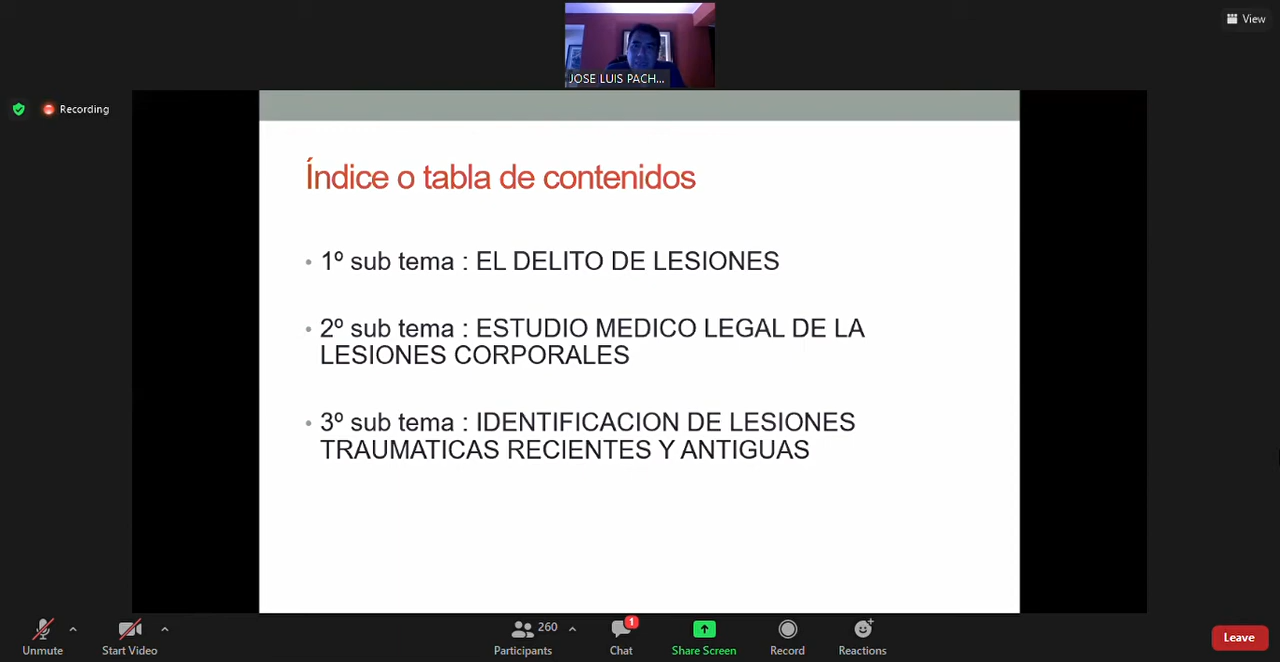 View
JOSE LUIS PACH...
Recording
Índice o tabla de contenidos
• 1º sub tema : EL DELITO DE LESIONES
• 2º sub tema : ESTUDIO MEDICO LEGAL DE LA
LESIONES CORPORALES
• 3º sub tema : IDENTIFICACION DE LESIONES
TRAUMATICAS RECIENTES Y ANTIGUAS
260
1
Unmute
Start Video
Participants
Chat
Share Screen
Record
Reactions
Leave